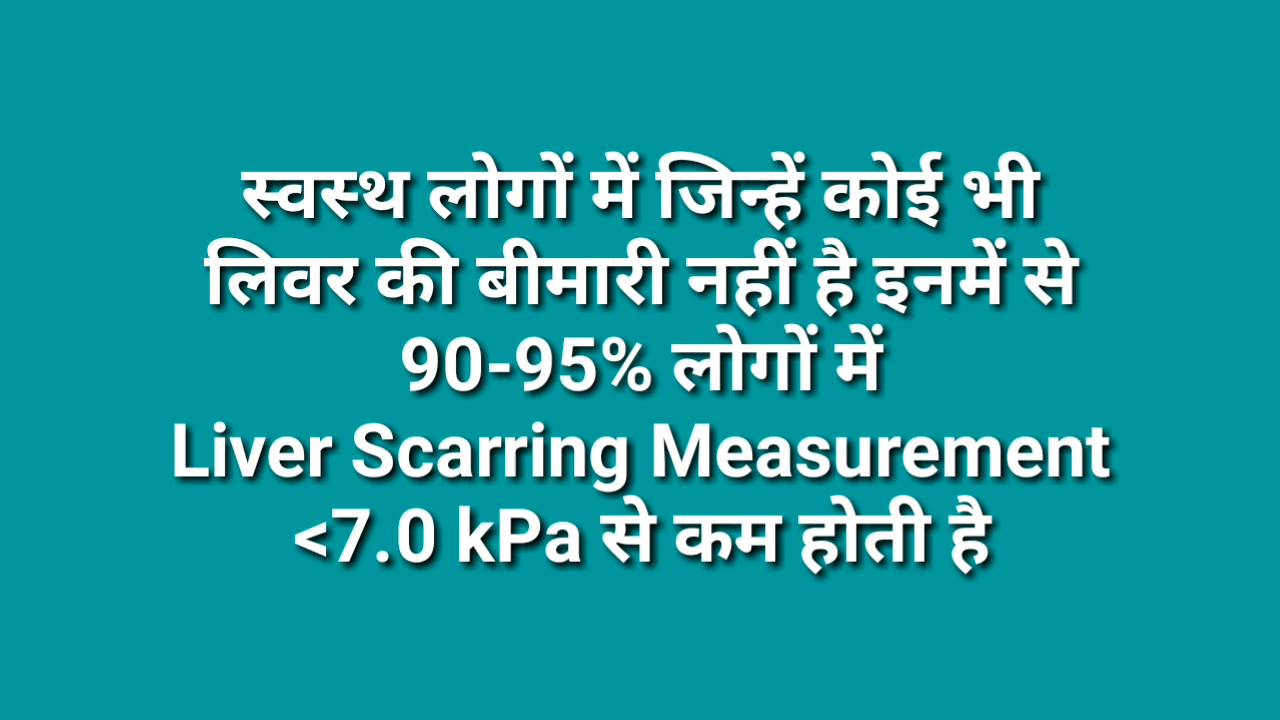 स्वस्थ लोगों में जिन्हें कोई भी
लिवर की बीमारी नहीं है इनमें से
90-95% लोगों में
Liver Scarring Measurement
<7.0 kPa से कम होती है